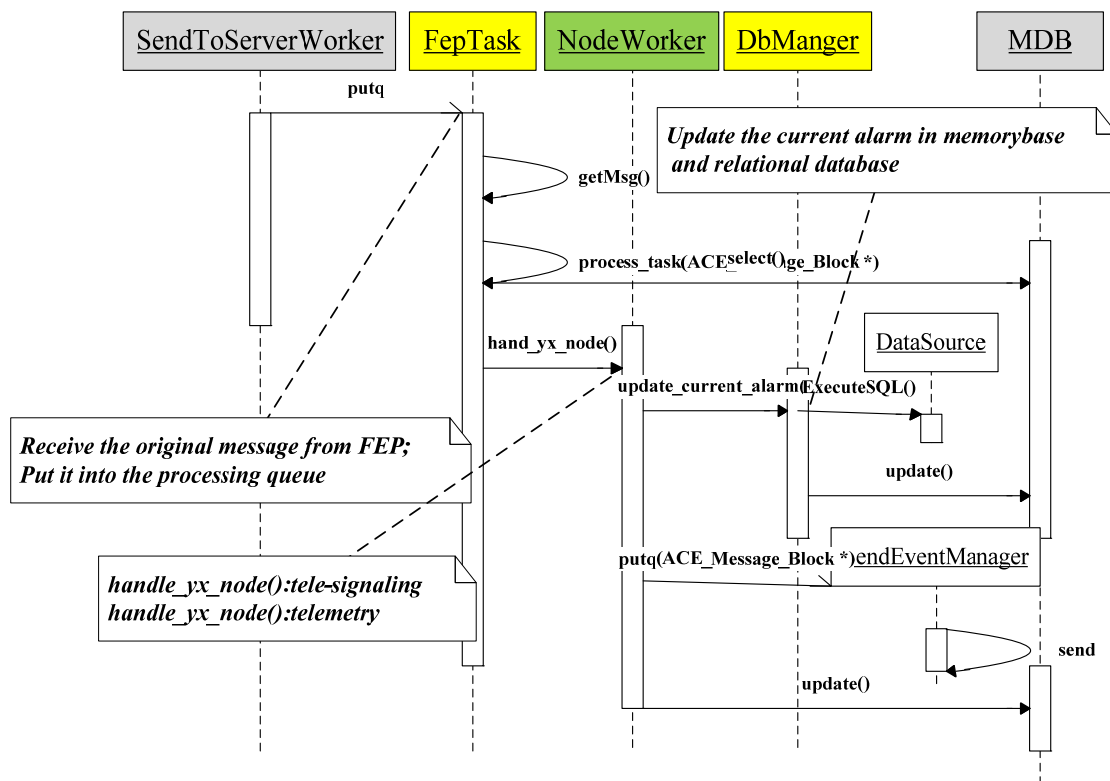 SendToServerWorker
FepTask
NodeWorker
DbManger
MDB
putq
Update the current alarm in memorybase
and relational database
getMsg()
process_task(ACE_
select()
ge_Block *)
DataSource
hand_yx_node()
update_current_alarm(
ExecuteSQL()
Receive the original message from FEP;
Put it into the processing queue
update()
putq(ACE_Message_Block *)
endEventManager
handle_yx_node():tele-signaling
handle_yx_node():telemetry
send
update()